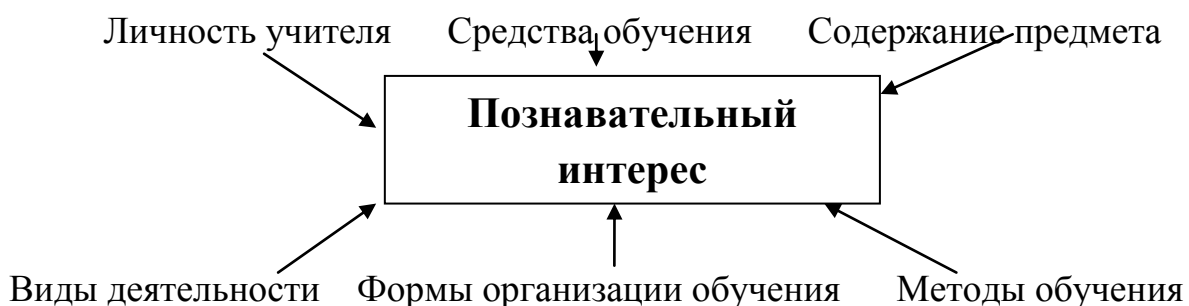 Личность учителя Средства обучения Содержание предмета
Познавательный
интерес
Виды деятельности Формы организации обучения Методы обучения